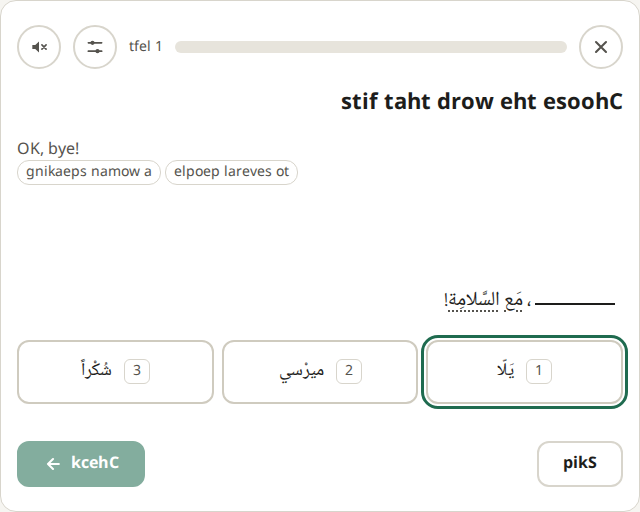 tfel 1
stif taht drow eht esoohC
OK, bye!
gnikaeps namow a
elpoep lareves ot
ـ، مَع السَّلامِة!
1 يَلّا
2 ميرْسي
3 شُكْراً
pikS
kcehC